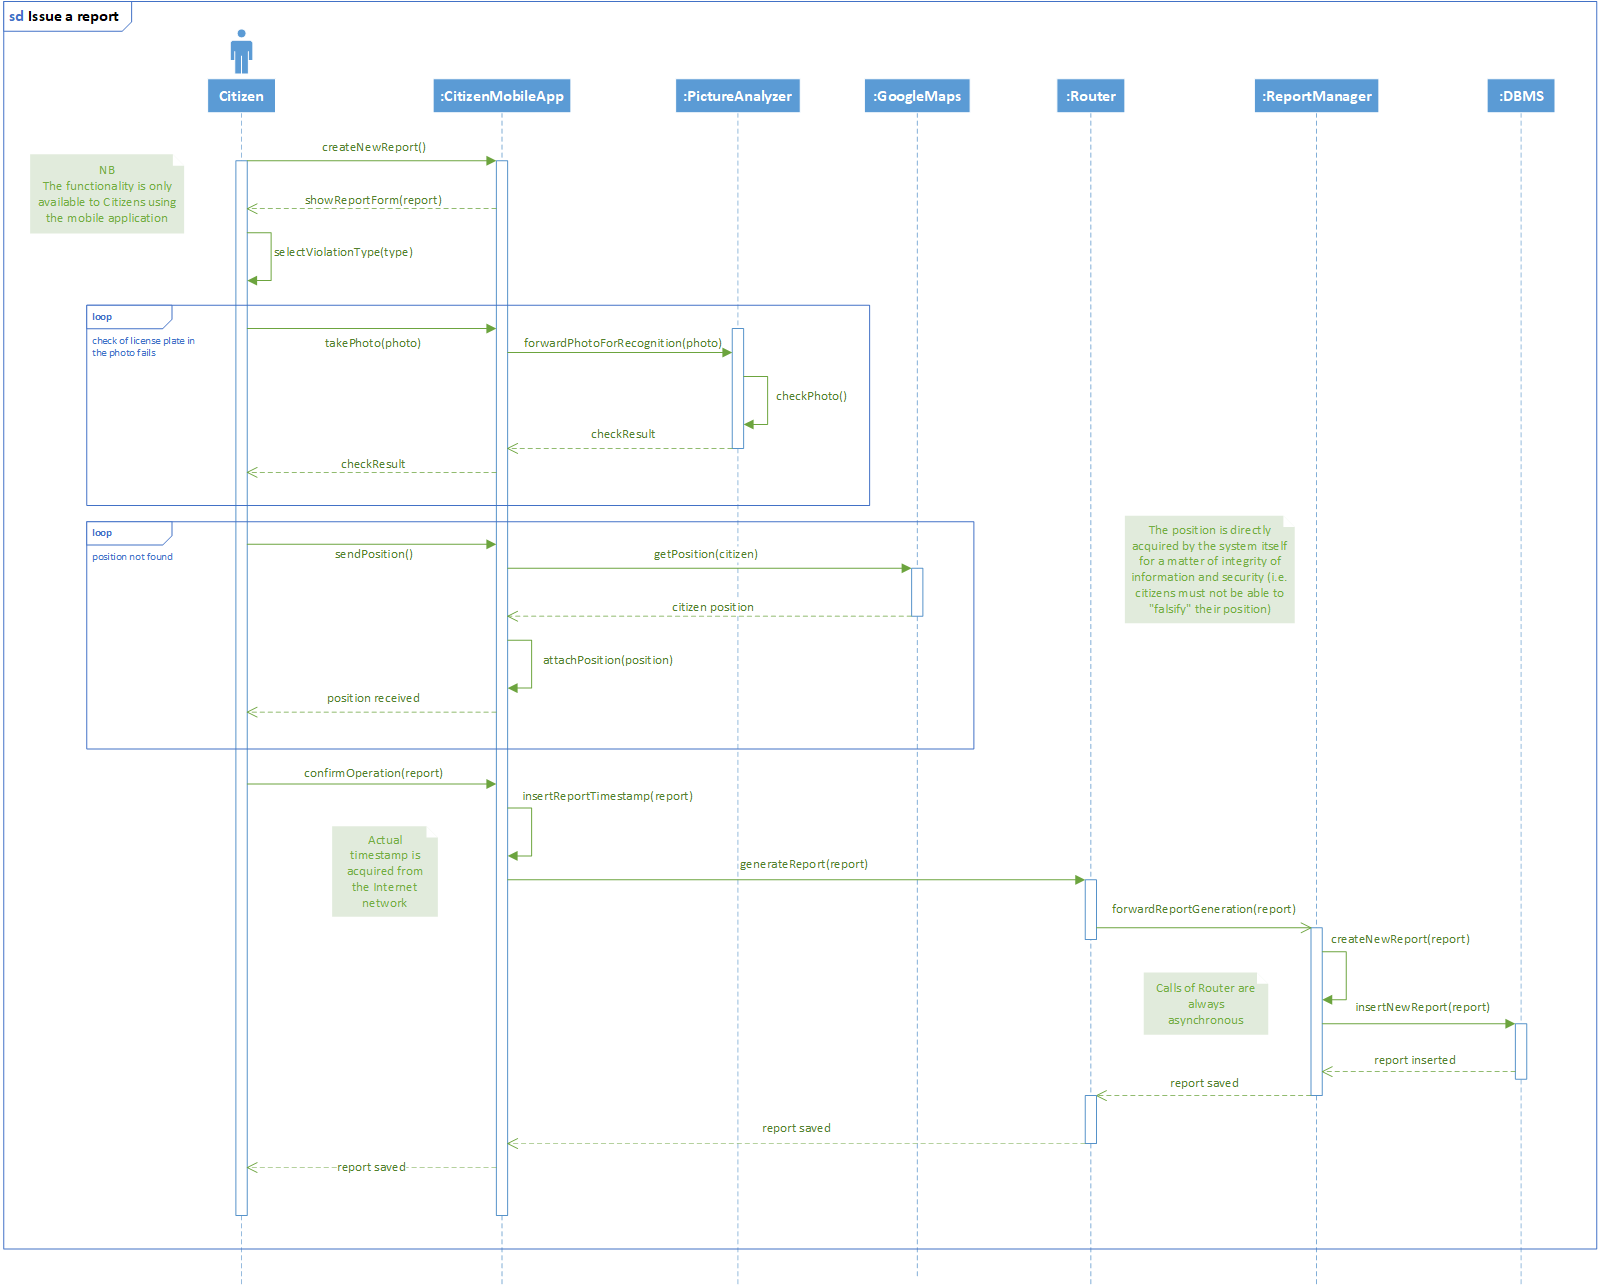 sd Issue a report
Citizen
:CitizenMobileApp
:PictureAnalyzer
:GoogleMaps
:Router
:ReportManager
:DBMS
createNewReport()
NB
The functionality is only
available to Citizens using
the mobile application
showReportForm(report)
selectViolationType(type)
loop
check of license plate in
the photo fails
takePhoto(photo)
forwardPhotoForRecognition(photo)
checkPhoto()
checkResult
checkResult
loop
position not found
sendPosition()
getPosition(citizen)
The position is directly
acquired by the system itself
for a matter of integrity of
information and security (i.e.
citizens must not be able to
"falsify" their position)
citizen position
attachPosition(position)
position received
confirmOperation(report)
insertReportTimestamp(report)
Actual
timestamp is
acquired from
the Internet
network
generateReport(report)
forwardReportGeneration(report)
createNewReport(report)
Calls of Router are
always
asynchronous
insertNewReport(report)
report inserted
report saved
report saved
report saved